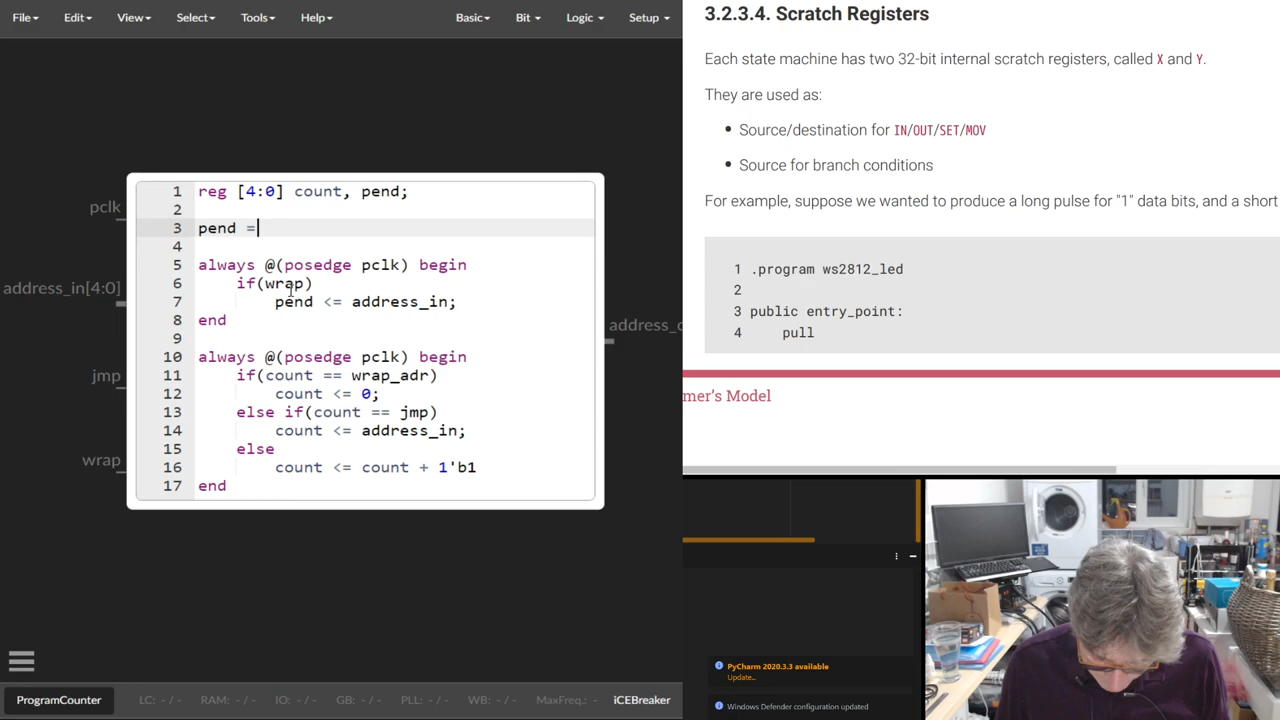 File Edit View Select Tools Help Basic Bit Logic Setup
pclk
address_in[4:0]
jmp
wrap
1 reg [4:0] count, pend;
2
3 pend =
4
5 always @(posedge pclk) begin
6 if(wrap)
7 pend <= address_in;
8 end
9
10 always @(posedge pclk) begin
11 if(count == wrap_adr)
12 count <= 0;
13 else if(count == jmp)
14 count <= address_in;
15 else
16 count <= count + 1'b1
17 end
ProgramCounter LC: - / - RAM: - / - IO: - / - GB: - / - PLL: - / - WB: - / - MaxFreq.: - / - iCEBreaker
3.2.3.4. Scratch Registers
Each state machine has two 32-bit internal scratch registers, called X and Y.
They are used as:
• Source/destination for IN/OUT/SET/MOV
• Source for branch conditions
For example, suppose we wanted to produce a long pulse for "1" data bits, and a short
1 .program ws2812_led
2
3 public entry_point:
4 pull
mer's Model
PyCharm 2020.3.3 available
Update...
Windows Defender configuration updated